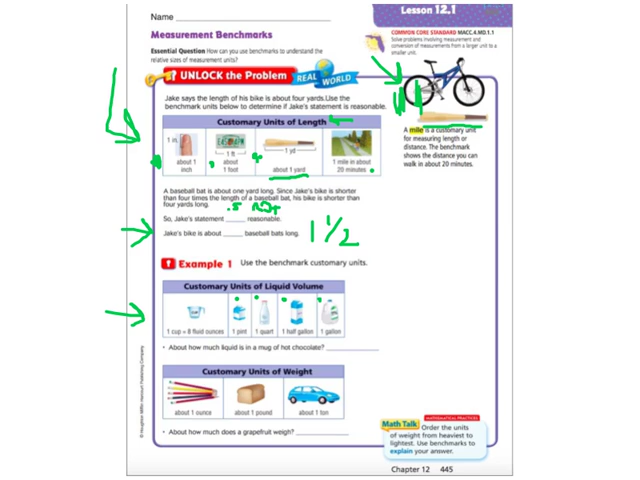 Name
Lesson 12.1
Measurement Benchmarks
COMMON CORE STANDARD MACC.4.MD.1.1
Solve problems involving measurement and
conversion of measurements from a larger unit to a
smaller unit.
Essential Question How can you use benchmarks to understand the
relative sizes of measurement units?
UNLOCK the Problem REAL WORLD
Jake says the length of his bike is about four yards. Use the
benchmark units below to determine if Jake's statement is reasonable.
Customary Units of Length
1 in.
1 ft
1 yd
about 1 inch
about 1 foot
about 1 yard
1 mile in about 20 minutes
A mile is a customary unit
for measuring length or
distance. The benchmark
shows the distance you can
walk in about 20 minutes.
A baseball bat is about one yard long. Since Jake's bike is shorter
than four times the length of a baseball bat, his bike is shorter than
four yards long.
is not
So, Jake's statement _____ reasonable.
Jake's bike is about _____ baseball bats long. 1 1/2
Example 1 Use the benchmark customary units.
Customary Units of Liquid Volume
1 cup = 8 fluid ounces
1 pint
1 quart
1 half gallon
1 gallon
• About how much liquid is in a mug of hot chocolate?
Customary Units of Weight
about 1 ounce
about 1 pound
about 1 ton
• About how much does a grapefruit weigh?
MATHEMATICAL PRACTICES
Math Talk Order the units
of weight from heaviest to
lightest. Use benchmarks to
explain your answer.
© Houghton Mifflin Harcourt Publishing Company
Chapter 12 445